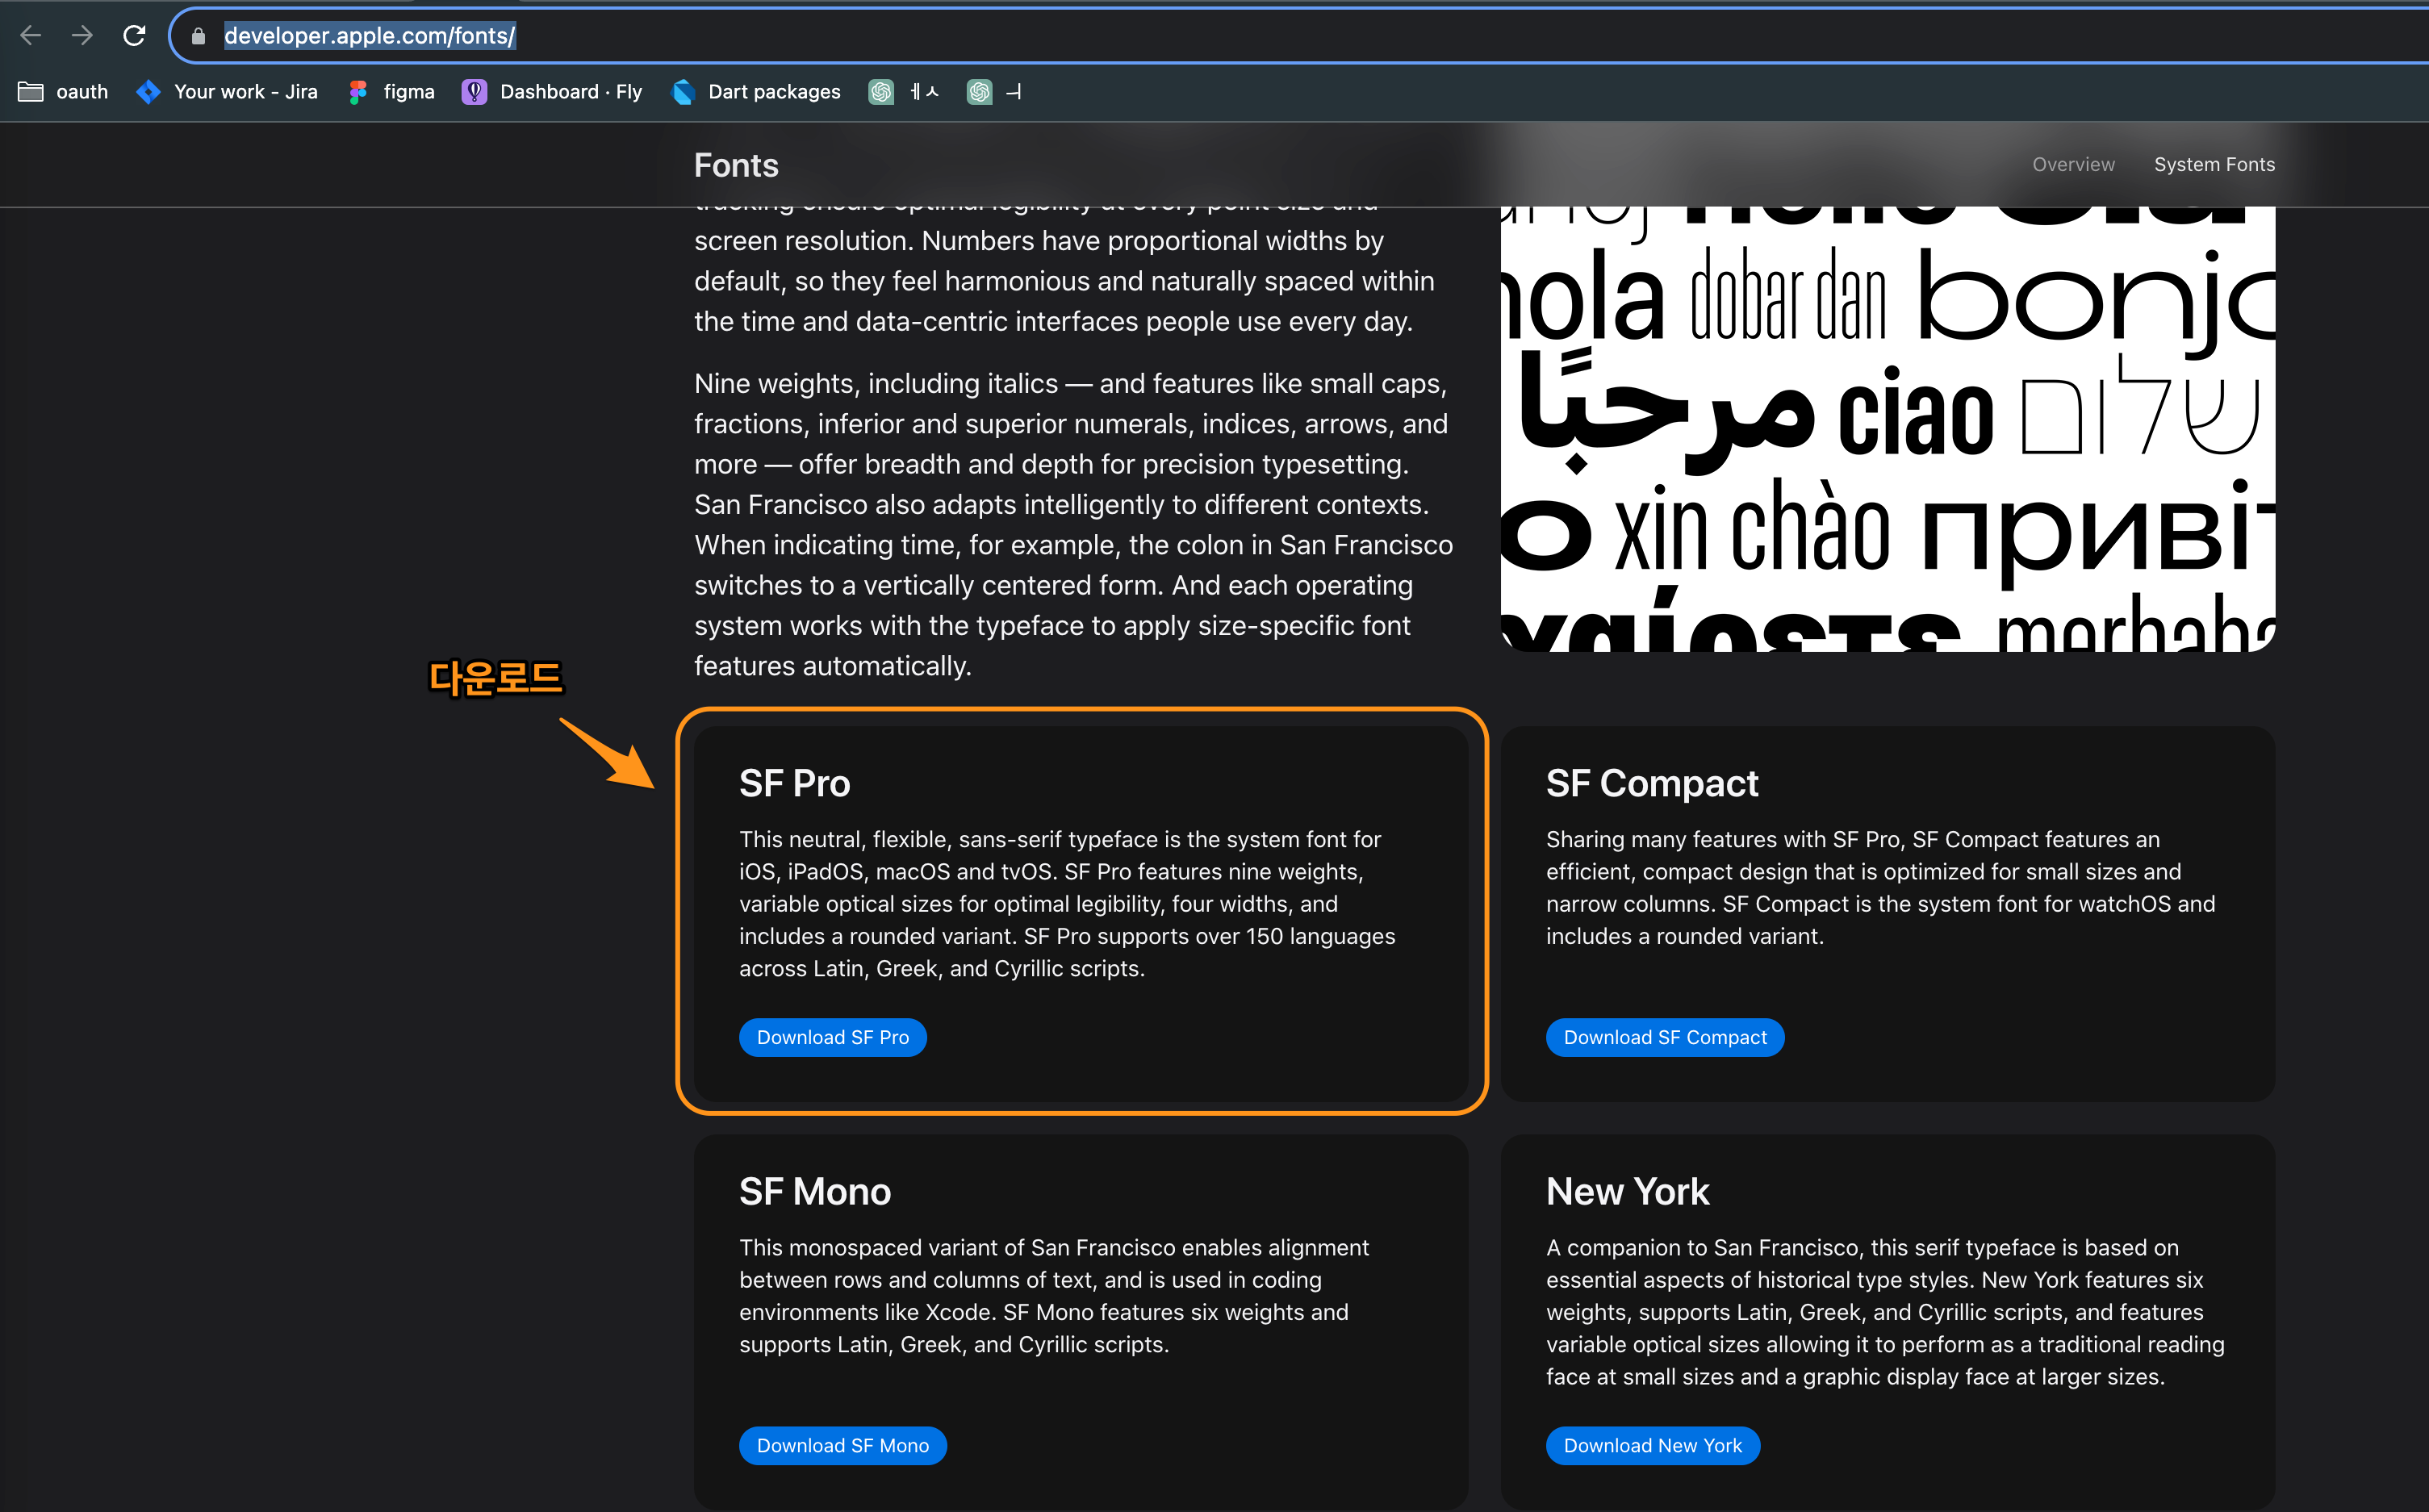 developer.apple.com/fonts/
oauth Your work - Jira figma Dashboard · Fly Dart packages ㅔㅅ ㅢ
Fonts Overview System Fonts
tracking ensure optimal legibility at every point size and
screen resolution. Numbers have proportional widths by
default, so they feel harmonious and naturally spaced within
the time and data-centric interfaces people use every day.
Nine weights, including italics — and features like small caps,
fractions, inferior and superior numerals, indices, arrows, and
more — offer breadth and depth for precision typesetting.
San Francisco also adapts intelligently to different contexts.
When indicating time, for example, the colon in San Francisco
switches to a vertically centered form. And each operating
system works with the typeface to apply size-specific font
features automatically.
hola dobar dan bonjo
مرحبًا ciao שלום
o xin chào привіт
merhaba
다운로드
SF Pro
This neutral, flexible, sans-serif typeface is the system font for
iOS, iPadOS, macOS and tvOS. SF Pro features nine weights,
variable optical sizes for optimal legibility, four widths, and
includes a rounded variant. SF Pro supports over 150 languages
across Latin, Greek, and Cyrillic scripts.
Download SF Pro
SF Compact
Sharing many features with SF Pro, SF Compact features an
efficient, compact design that is optimized for small sizes and
narrow columns. SF Compact is the system font for watchOS and
includes a rounded variant.
Download SF Compact
SF Mono
This monospaced variant of San Francisco enables alignment
between rows and columns of text, and is used in coding
environments like Xcode. SF Mono features six weights and
supports Latin, Greek, and Cyrillic scripts.
Download SF Mono
New York
A companion to San Francisco, this serif typeface is based on
essential aspects of historical type styles. New York features six
weights, supports Latin, Greek, and Cyrillic scripts, and features
variable optical sizes allowing it to perform as a traditional reading
face at small sizes and a graphic display face at larger sizes.
Download New York